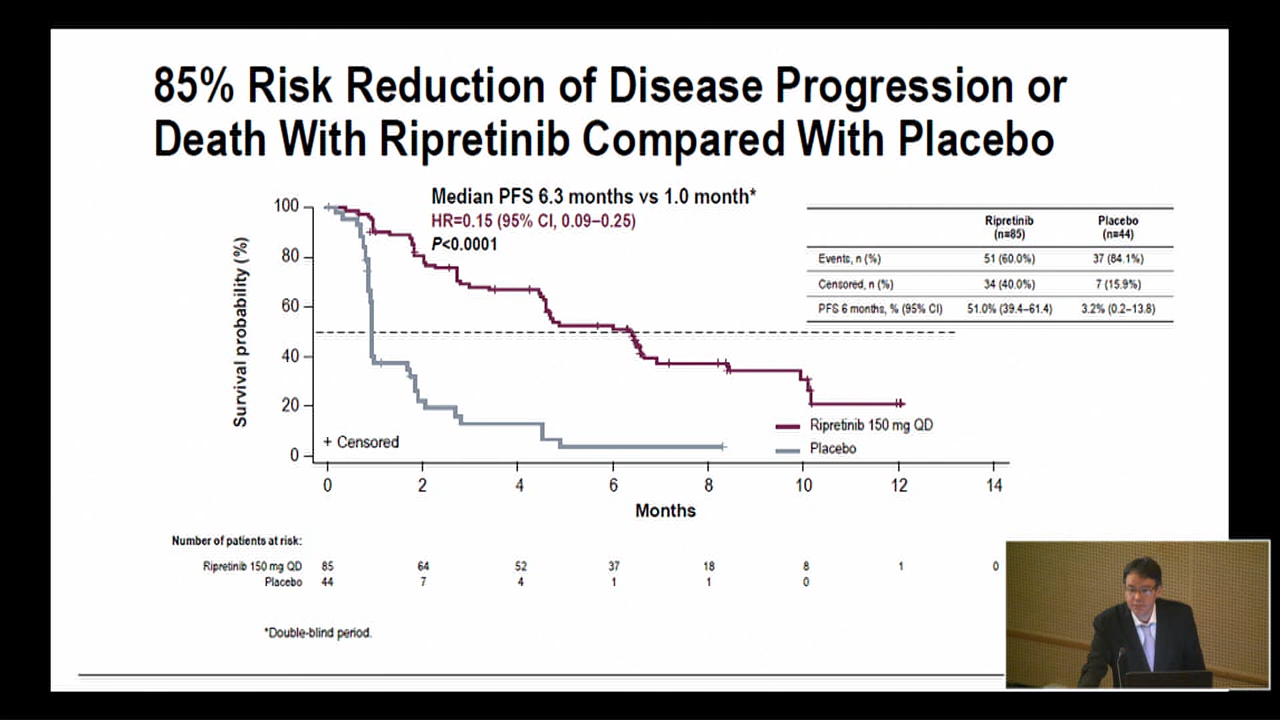 85% Risk Reduction of Disease Progression or
Death With Ripretinib Compared With Placebo
Median PFS 6.3 months vs 1.0 month*
HR=0.15 (95% CI, 0.09–0.25)
P<0.0001
Survival probability (%)
100
80
60
40
20
0
+ Censored
Ripretinib 150 mg QD
Placebo
0 2 4 6 8 10 12 14
Months
Ripretinib Placebo
(n=85) (n=44)
Events, n (%) 51 (60.0%) 37 (84.1%)
Censored, n (%) 34 (40.0%) 7 (15.9%)
PFS 6 months, % (95% CI) 51.0% (39.4–61.4) 3.2% (0.2–13.8)
Number of patients at risk:
Ripretinib 150 mg QD 85 64 52 37 18 8 1 0
Placebo 44 7 4 1 1 0
*Double-blind period.